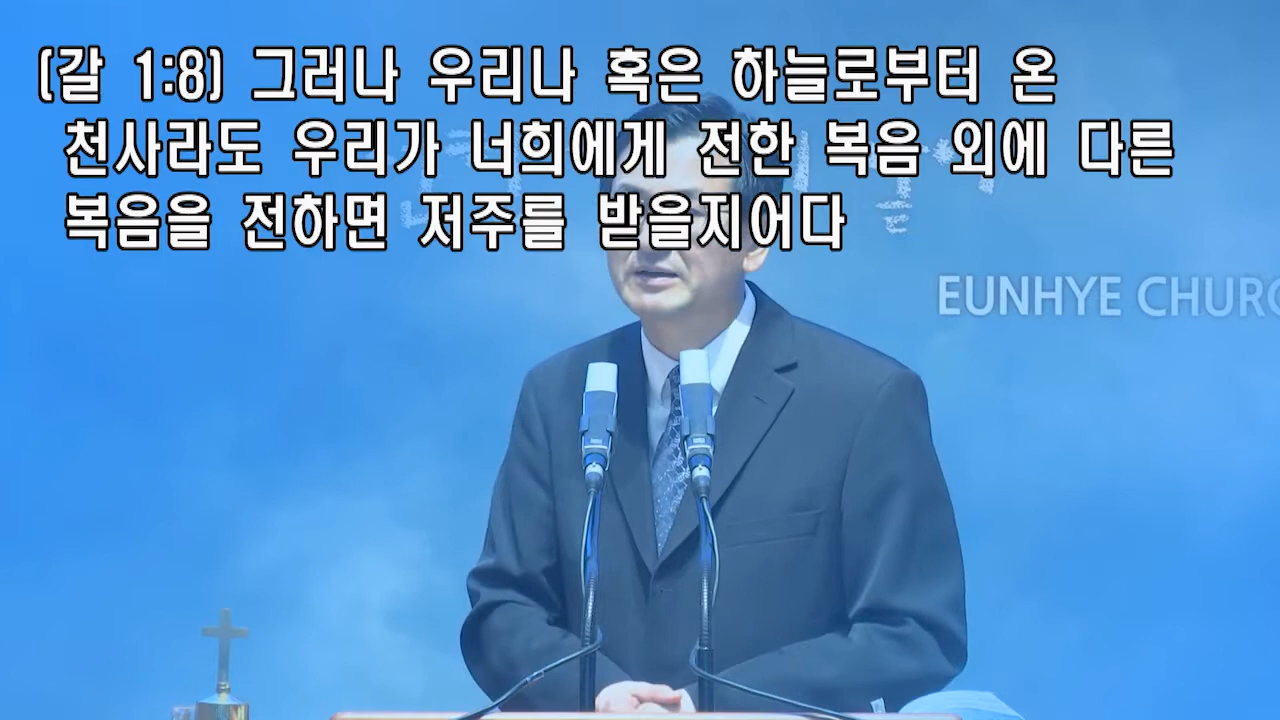 (갈 1:8) 그러나 우리나 혹은 하늘로부터 온
천사라도 우리가 너희에게 전한 복음 외에 다른
복음을 전하면 저주를 받을지어다
EUNHYE CHURC